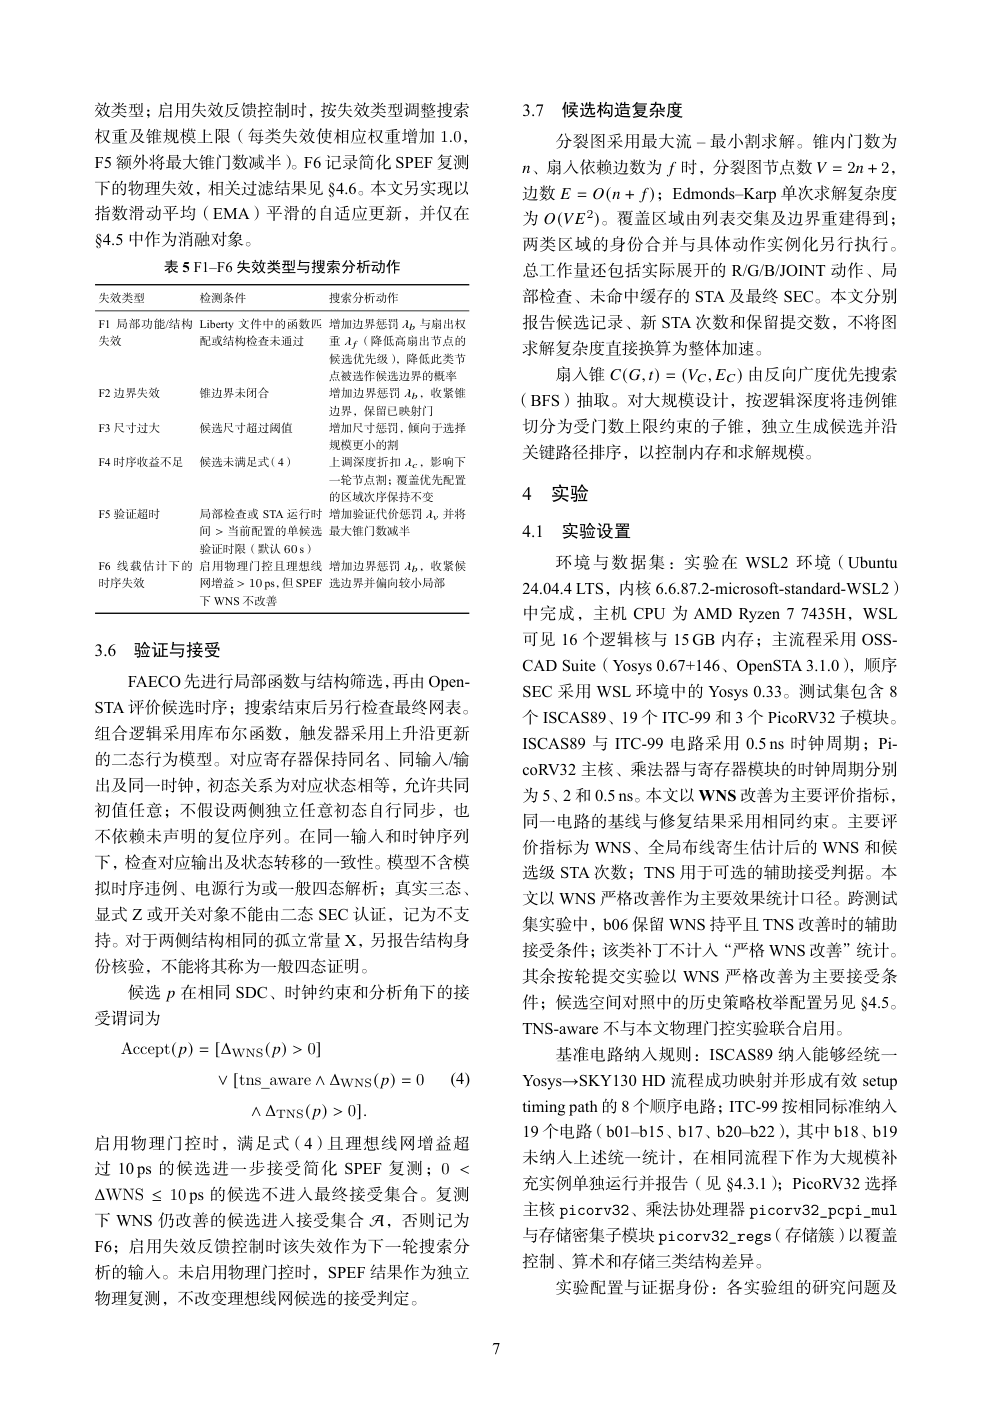 效类型；启用失效反馈控制时，按失效类型调整搜索
权重及锥规模上限（每类失效使相应权重增加 1.0，
F5 额外将最大锥门数减半）。F6 记录简化 SPEF 复测
下的物理失效，相关过滤结果见 §4.6。本文另实现以
指数滑动平均（EMA）平滑的自适应更新，并仅在
§4.5 中作为消融对象。
表 5 F1–F6 失效类型与搜索分析动作
失效类型 检测条件 搜索分析动作
F1 局部功能/结构 Liberty 文件中的函数匹 增加边界惩罚 λb 与扇出权
失效 配或结构检查未通过 重 λf（降低高扇出节点的
候选优先级），降低此类节
点被选作候选边界的概率
F2 边界失效 锥边界未闭合 增加边界惩罚 λb，收紧锥
边界，保留已映射门
F3 尺寸过大 候选尺寸超过阈值 增加尺寸惩罚，倾向于选择
规模更小的割
F4 时序收益不足 候选未满足式（4） 上调深度折扣 λc，影响下
一轮节点割；覆盖优先配置
的区域次序保持不变
F5 验证超时 局部检查或 STA 运行时 增加验证代价惩罚 λv 并将
间 > 当前配置的单候选 最大锥门数减半
验证时限（默认 60 s）
F6 线载估计下的 启用物理门控且理想线 增加边界惩罚 λb，收紧候
时序失效 网增益 > 10 ps，但 SPEF 选边界并偏向较小局部
下 WNS 不改善
3.6 验证与接受
FAECO 先进行局部函数与结构筛选，再由 Open-
STA 评价候选时序；搜索结束后另行检查最终网表。
组合逻辑采用库布尔函数，触发器采用上升沿更新
的二态行为模型。对应寄存器保持同名、同输入/输
出及同一时钟，初态关系为对应状态相等，允许共同
初值任意；不假设两侧独立任意初态自行同步，也
不依赖未声明的复位序列。在同一输入和时钟序列
下，检查对应输出及状态转移的一致性。模型不含模
拟时序违例、电源行为或一般四态解析；真实三态、
显式 Z 或开关对象不能由二态 SEC 认证，记为不支
持。对于两侧结构相同的孤立常量 X，另报告结构身
份核验，不能将其称为一般四态证明。
候选 p 在相同 SDC、时钟约束和分析角下的接
受谓词为
Accept(p) = [ΔWNS(p) > 0]
∨ [tns_aware ∧ ΔWNS(p) = 0 (4)
∧ ΔTNS(p) > 0].
启用物理门控时，满足式（4）且理想线网增益超
过 10 ps 的候选进一步接受简化 SPEF 复测；0 <
ΔWNS ≤ 10 ps 的候选不进入最终接受集合。复测
下 WNS 仍改善的候选进入接受集合 𝒜，否则记为
F6；启用失效反馈控制时该失效作为下一轮搜索分
析的输入。未启用物理门控时，SPEF 结果作为独立
物理复测，不改变理想线网候选的接受判定。
3.7 候选构造复杂度
分裂图采用最大流 – 最小割求解。锥内门数为
n、扇入依赖边数为 f 时，分裂图节点数 V = 2n + 2，
边数 E = O(n + f)；Edmonds–Karp 单次求解复杂度
为 O(VE²)。覆盖区域由列表交集及边界重建得到；
两类区域的身份合并与具体动作实例化另行执行。
总工作量还包括实际展开的 R/G/B/JOINT 动作、局
部检查、未命中缓存的 STA 及最终 SEC。本文分别
报告候选记录、新 STA 次数和保留提交数，不将图
求解复杂度直接换算为整体加速。
扇入锥 C(G, t) = (VC, EC) 由反向广度优先搜索
（BFS）抽取。对大规模设计，按逻辑深度将违例锥
切分为受门数上限约束的子锥，独立生成候选并沿
关键路径排序，以控制内存和求解规模。
4 实验
4.1 实验设置
环境与数据集：实验在 WSL2 环境（Ubuntu
24.04.4 LTS，内核 6.6.87.2-microsoft-standard-WSL2）
中完成，主机 CPU 为 AMD Ryzen 7 7435H，WSL
可见 16 个逻辑核与 15 GB 内存；主流程采用 OSS-
CAD Suite（Yosys 0.67+146、OpenSTA 3.1.0），顺序
SEC 采用 WSL 环境中的 Yosys 0.33。测试集包含 8
个 ISCAS89、19 个 ITC-99 和 3 个 PicoRV32 子模块。
ISCAS89 与 ITC-99 电路采用 0.5 ns 时钟周期；Pi-
coRV32 主核、乘法器与寄存器模块的时钟周期分别
为 5、2 和 0.5 ns。本文以 WNS 改善为主要评价指标，
同一电路的基线与修复结果采用相同约束。主要评
价指标为 WNS、全局布线寄生估计后的 WNS 和候
选级 STA 次数；TNS 用于可选的辅助接受判据。本
文以 WNS 严格改善作为主要效果统计口径。跨测试
集实验中，b06 保留 WNS 持平且 TNS 改善时的辅助
接受条件；该类补丁不计入“严格 WNS 改善”统计。
其余按轮提交实验以 WNS 严格改善为主要接受条
件；候选空间对照中的历史策略枚举配置另见 §4.5。
TNS-aware 不与本文物理门控实验联合启用。
基准电路纳入规则：ISCAS89 纳入能够经统一
Yosys→SKY130 HD 流程成功映射并形成有效 setup
timing path 的 8 个顺序电路；ITC-99 按相同标准纳入
19 个电路（b01–b15、b17、b20–b22），其中 b18、b19
未纳入上述统一统计，在相同流程下作为大规模补
充实例单独运行并报告（见 §4.3.1）；PicoRV32 选择
主核 picorv32、乘法协处理器 picorv32_pcpi_mul
与存储密集子模块 picorv32_regs（存储簇）以覆盖
控制、算术和存储三类结构差异。
实验配置与证据身份：各实验组的研究问题及
7